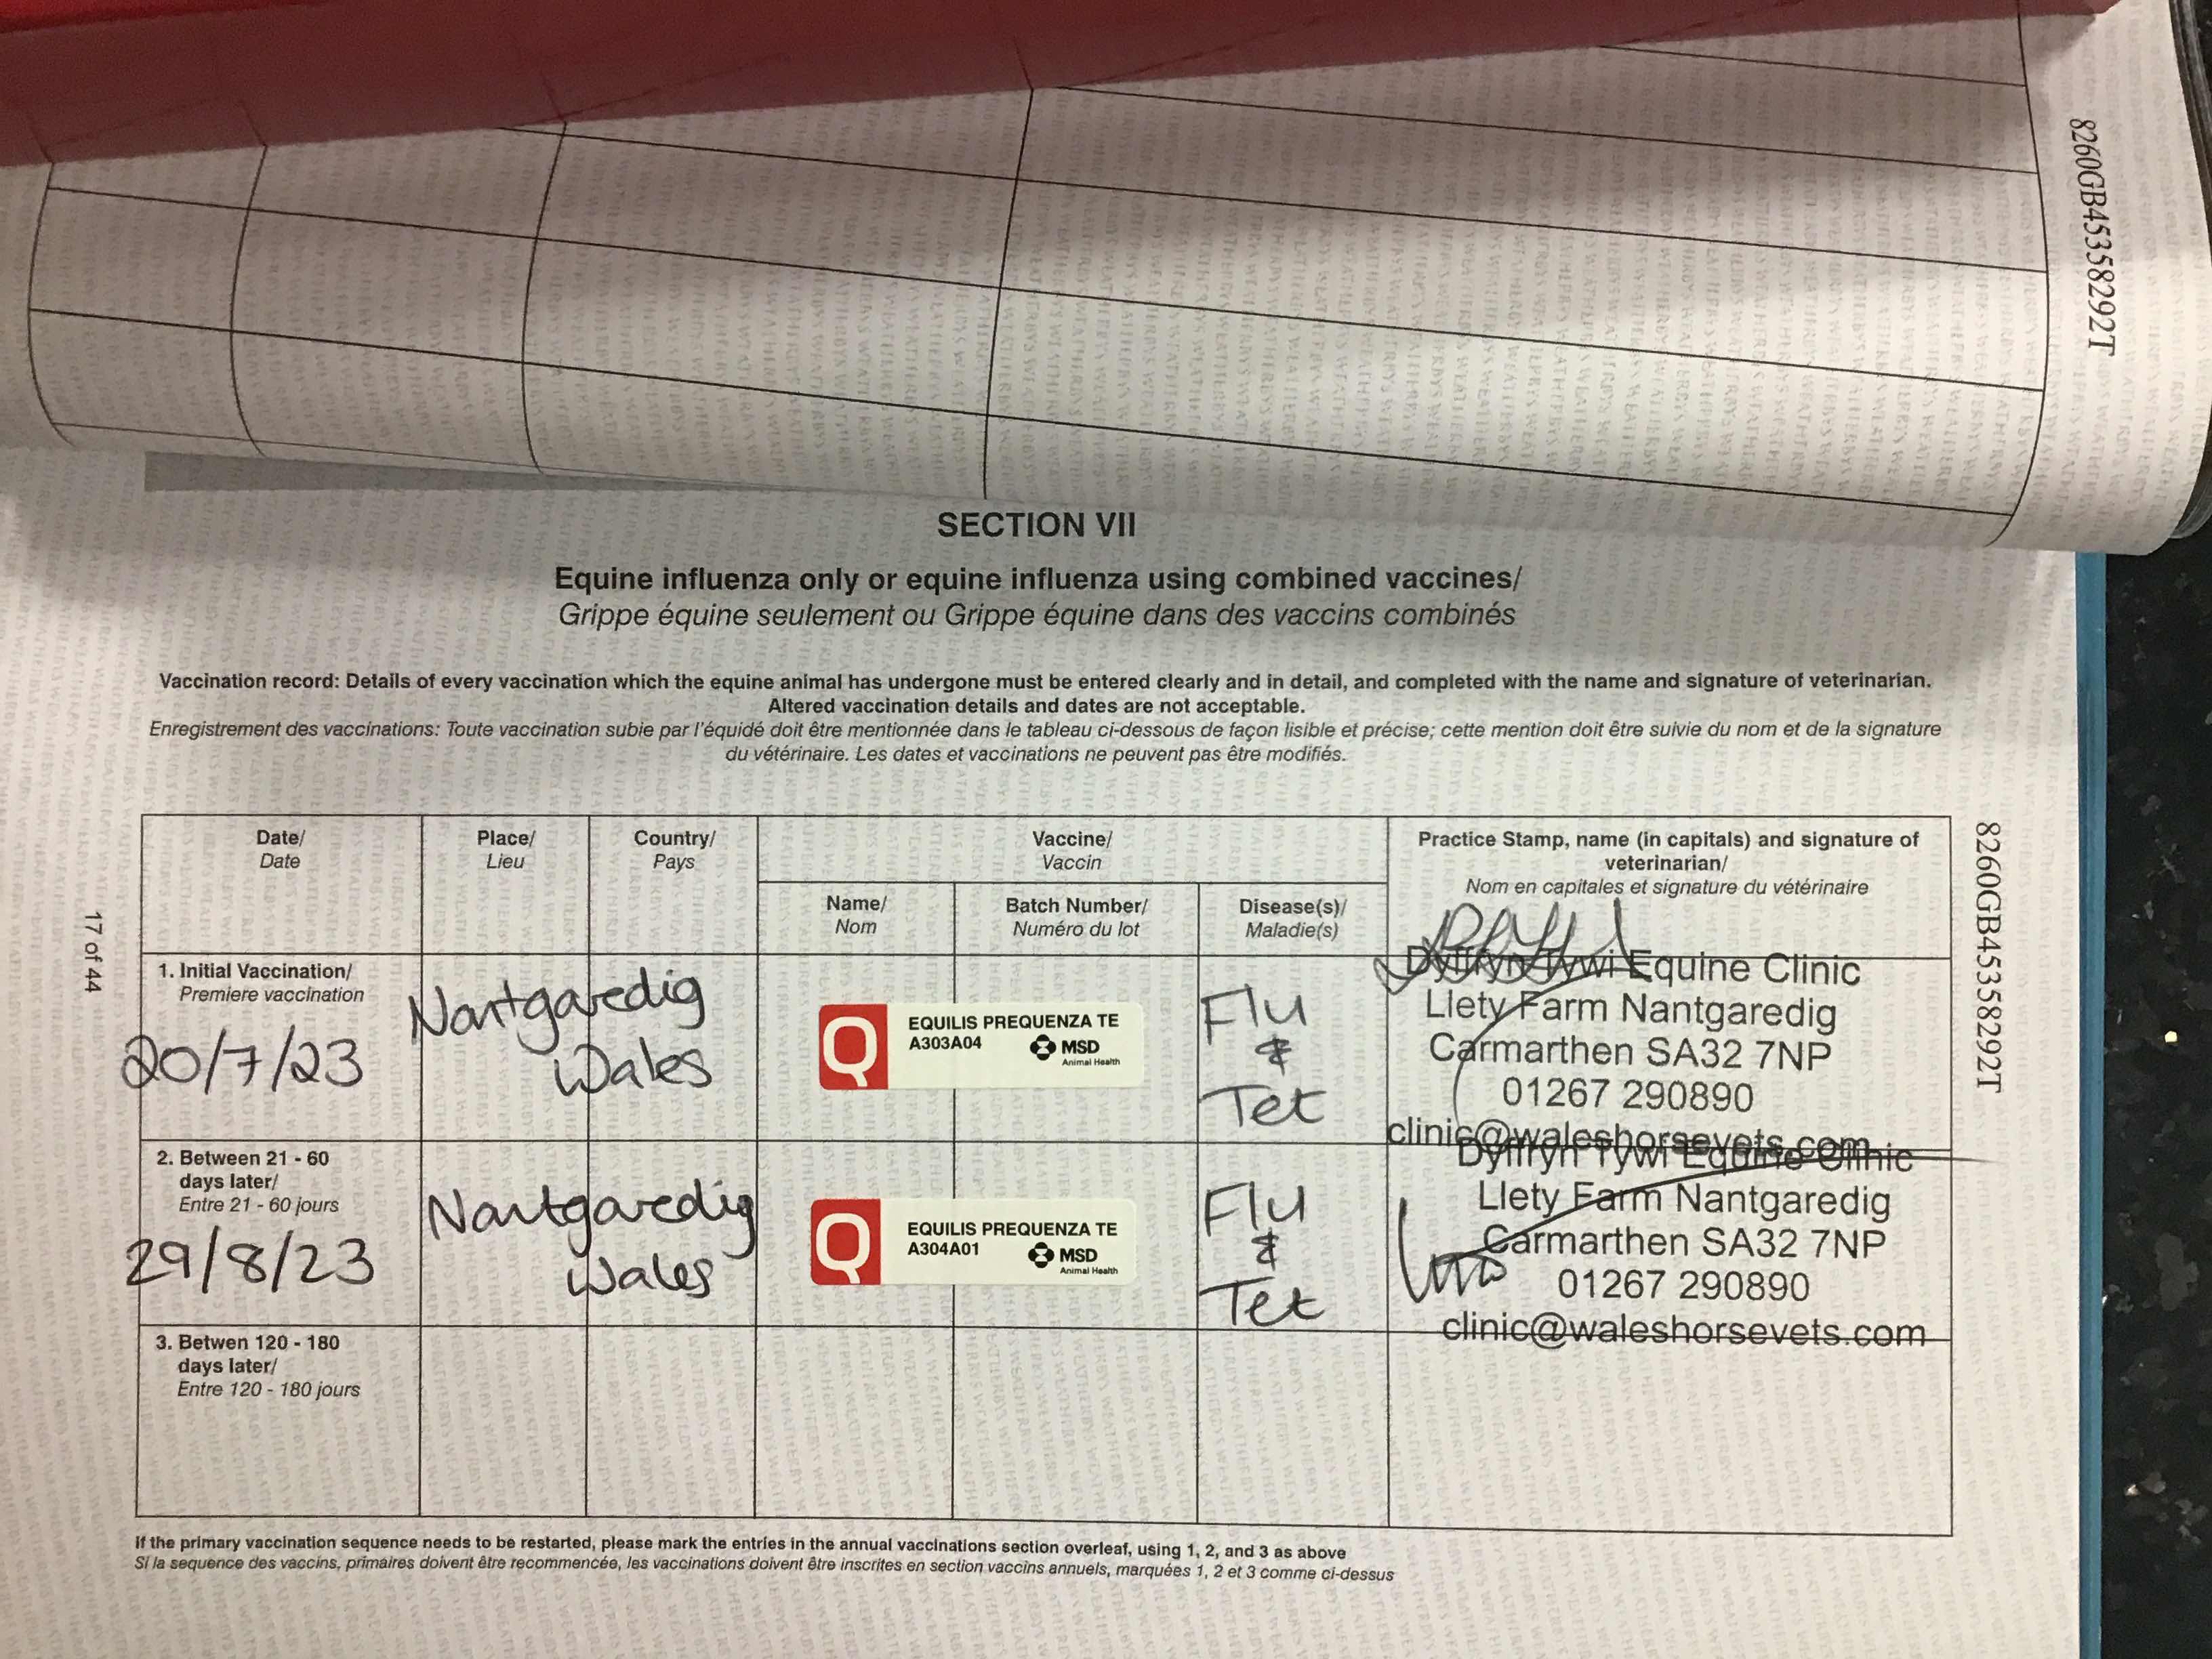 8260GB45358292T
SECTION VII
Equine influenza only or equine influenza using combined vaccines/
Grippe équine seulement ou Grippe équine dans des vaccins combinés
Vaccination record: Details of every vaccination which the equine animal has undergone must be entered clearly and in detail, and completed with the name and signature of veterinarian.
Altered vaccination details and dates are not acceptable.
Enregistrement des vaccinations: Toute vaccination subie par l'équidé doit être mentionnée dans le tableau ci-dessous de façon lisible et précise; cette mention doit être suivie du nom et de la signature
du vétérinaire. Les dates et vaccinations ne peuvent pas être modifiés.
Date/
Date
Place/
Lieu
Country/
Pays
Vaccine/
Vaccin
Name/
Nom
Batch Number/
Numéro du lot
Disease(s)/
Maladie(s)
Practice Stamp, name (in capitals) and signature of
veterinarian/
Nom en capitales et signature du vétérinaire
1. Initial Vaccination/
Premiere vaccination
20/7/23
Nantgaredig
Wales
Q
EQUILIS PREQUENZA TE
A303A04
MSD
Animal Health
Flu
&
Tet
Dyffryn Tywi Equine Clinic
Llety Farm Nantgaredig
Carmarthen SA32 7NP
01267 290890
clinic@waleshorsevets.com
2. Between 21 - 60
days later/
Entre 21 - 60 jours
29/8/23
Nantgaredig
Wales
Q
EQUILIS PREQUENZA TE
A304A01
MSD
Animal Health
Flu
&
Tet
Dyffryn Tywi Equine Clinic
Llety Farm Nantgaredig
Carmarthen SA32 7NP
01267 290890
clinic@waleshorsevets.com
3. Betwen 120 - 180
days later/
Entre 120 - 180 jours
If the primary vaccination sequence needs to be restarted, please mark the entries in the annual vaccinations section overleaf, using 1, 2, and 3 as above
Si la sequence des vaccins, primaires doivent être recommencée, les vaccinations doivent être inscrites en section vaccins annuels, marquées 1, 2 et 3 comme ci-dessus
17 of 44
8260GB45358292T